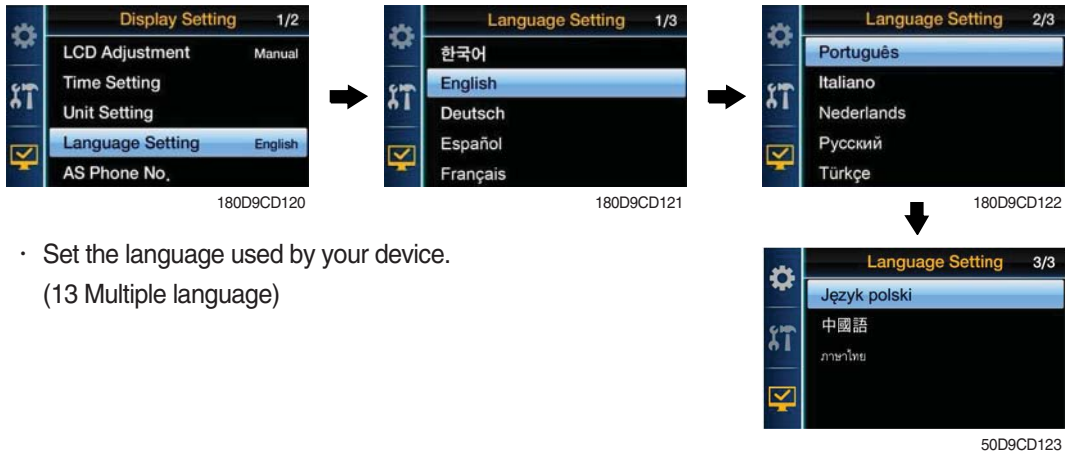 Display Setting 1/2
LCD Adjustment Manual
Time Setting
Unit Setting
Language Setting English
AS Phone No.
180D9CD120
Language Setting 1/3
한국어
English
Deutsch
Español
Français
180D9CD121
Language Setting 2/3
Português
Italiano
Nederlands
Русский
Türkçe
180D9CD122
· Set the language used by your device.
(13 Multiple language)
Language Setting 3/3
Język polski
中國語
ภาษาไทย
50D9CD123